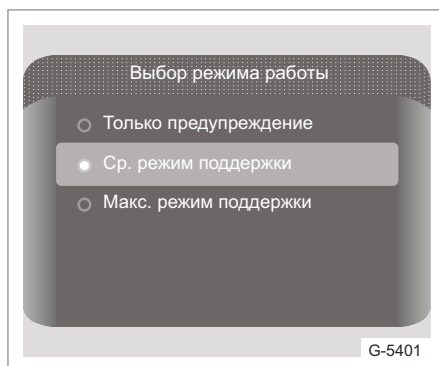 Выбор режима работы
Только предупреждение
Ср. режим поддержки
Макс. режим поддержки
G-5401